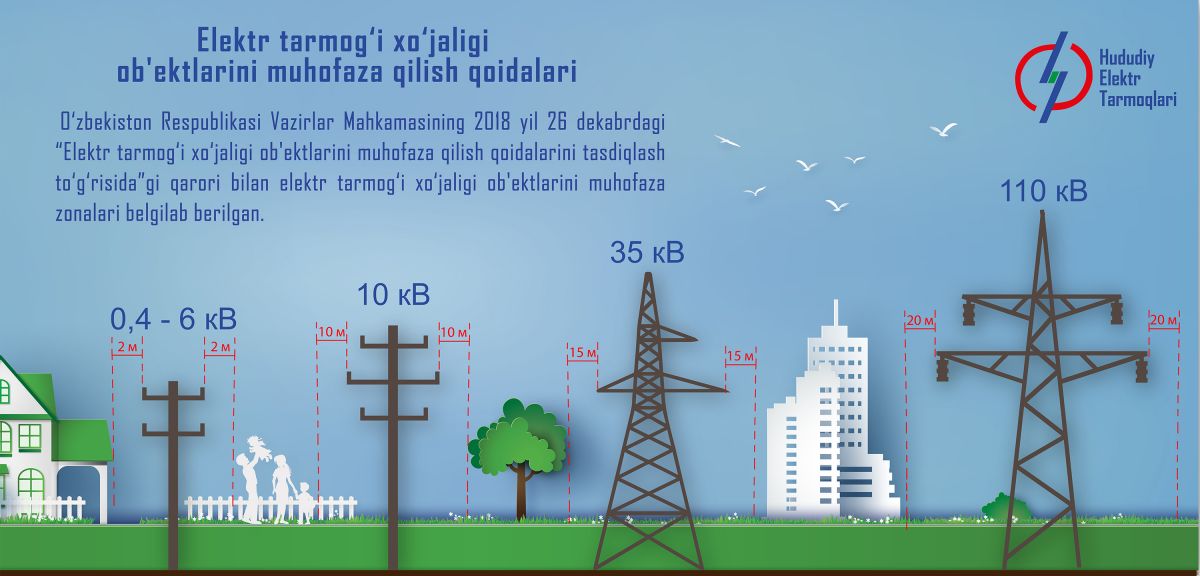 Elektr tarmog‘i xo‘jaligi
ob'ektlarini muhofaza qilish qoidalari
Hududiy
Elektr
Tarmoqlari
O‘zbekiston Respublikasi Vazirlar Mahkamasining 2018 yil 26 dekabrdagi
“Elektr tarmog‘i xo‘jaligi ob'ektlarini muhofaza qilish qoidalarini tasdiqlash
to‘g‘risida”gi qarori bilan elektr tarmog‘i xo‘jaligi ob'ektlarini muhofaza
zonalari belgilab berilgan.
0,4 - 6 кВ
2 м
2 м
10 кВ
10 м
10 м
35 кВ
15 м
15 м
110 кВ
20 м
20 м